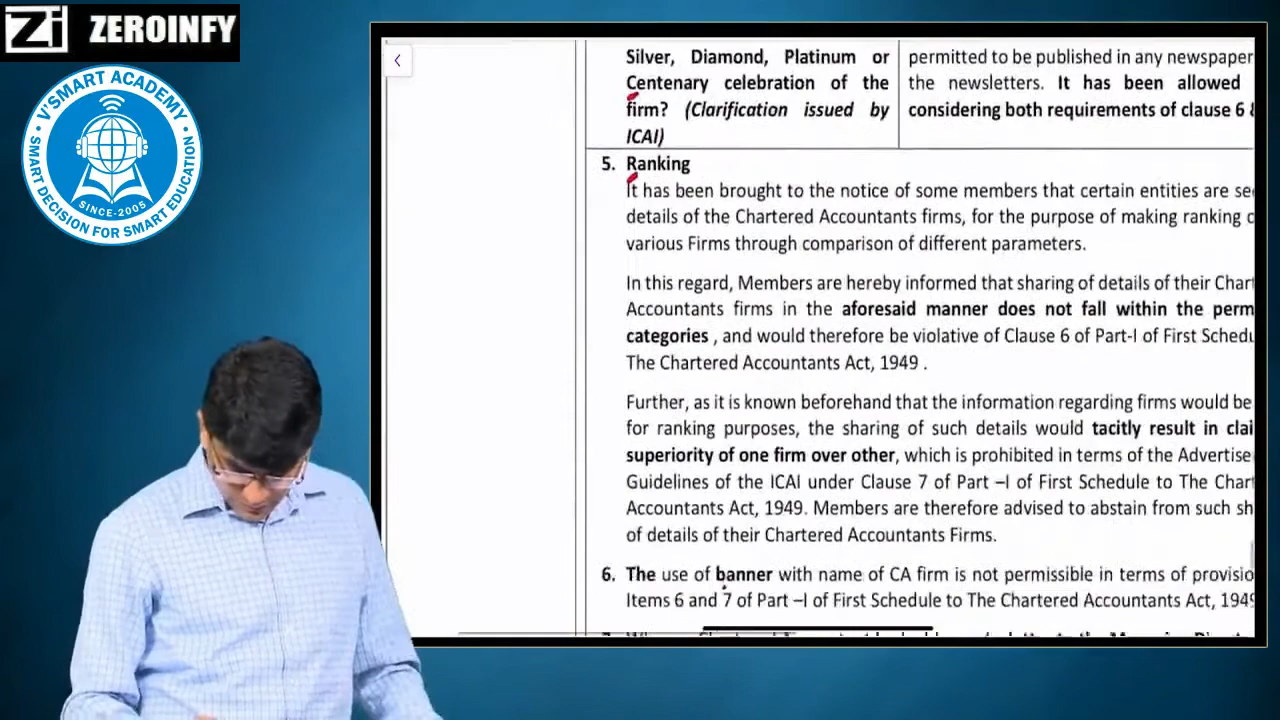 Zi ZEROINFY
V'SMART ACADEMY
SMART DECISION FOR SMART EDUCATION
SINCE-2005
Silver, Diamond, Platinum or
Centenary celebration of the
firm? (Clarification issued by
ICAI)
permitted to be published in any newspaper
the newsletters. It has been allowed
considering both requirements of clause 6
5. Ranking
It has been brought to the notice of some members that certain entities are
details of the Chartered Accountants firms, for the purpose of making ranking
various Firms through comparison of different parameters.
In this regard, Members are hereby informed that sharing of details of their Char
Accountants firms in the aforesaid manner does not fall within the perm
categories , and would therefore be violative of Clause 6 of Part-I of First Schedu
The Chartered Accountants Act, 1949 .
Further, as it is known beforehand that the information regarding firms would be
for ranking purposes, the sharing of such details would tacitly result in clai
superiority of one firm over other, which is prohibited in terms of the Advertise
Guidelines of the ICAI under Clause 7 of Part –I of First Schedule to The Char
Accountants Act, 1949. Members are therefore advised to abstain from such sh
of details of their Chartered Accountants Firms.
6. The use of banner with name of CA firm is not permissible in terms of provisio
Items 6 and 7 of Part –I of First Schedule to The Chartered Accountants Act, 1949